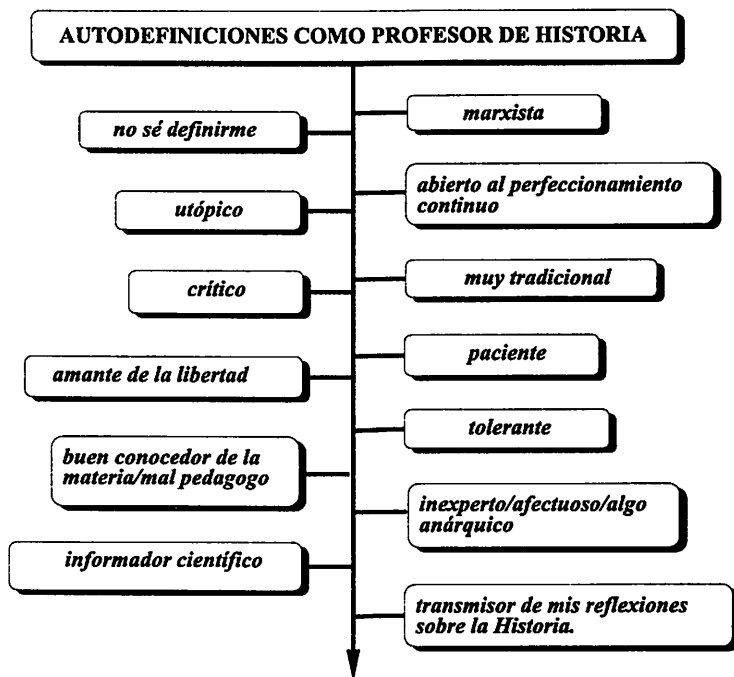 AUTODEFINICIONES COMO PROFESOR DE HISTORIA
no sé definirme
utópico
crítico
amante de la libertad
buen conocedor de la
materia/mal pedagogo
informador científico
marxista
abierto al perfeccionamiento
continuo
muy tradicional
paciente
tolerante
inexperto/afectuoso/algo
anárquico
transmisor de mis reflexiones
sobre la Historia.